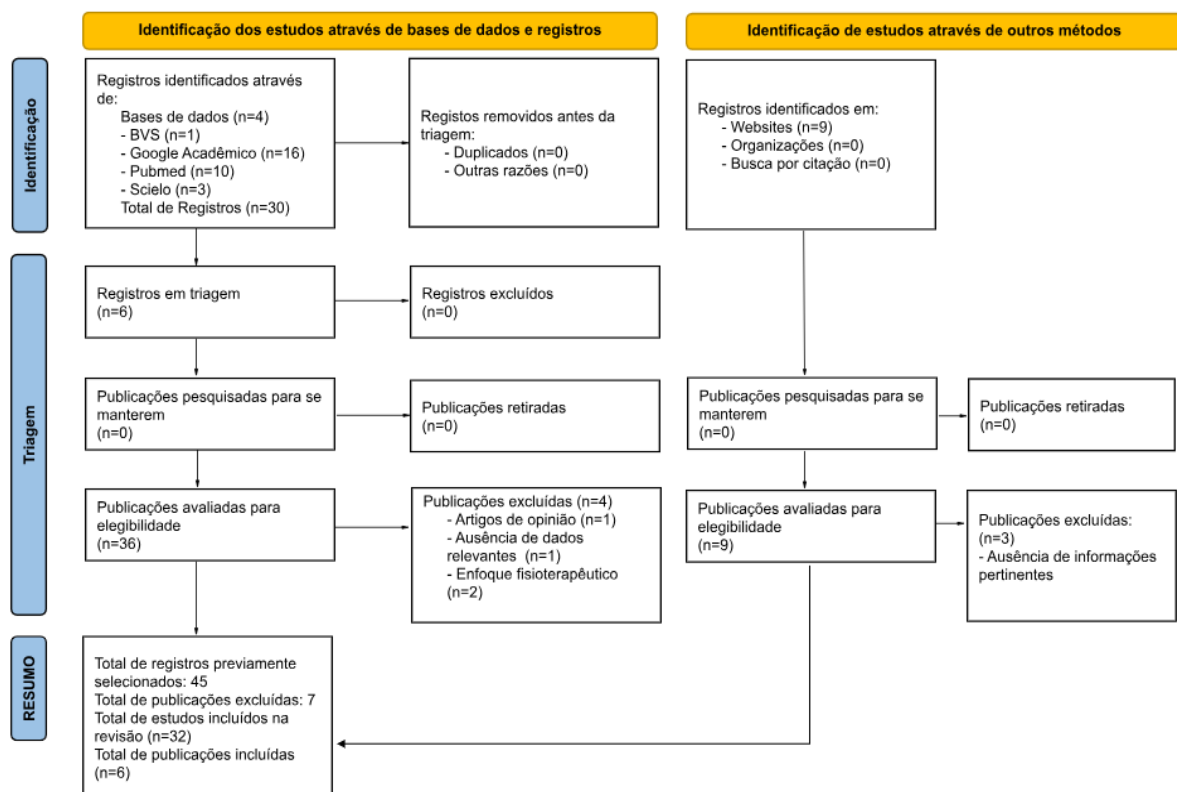 Identificação dos estudos através de bases de dados e registros
Identificação de estudos através de outros métodos
Identificação
Registros identificados através
de:
Bases de dados (n=4)
- BVS (n=1)
- Google Acadêmico (n=16)
- Pubmed (n=10)
- Scielo (n=3)
Total de Registros (n=30)
Registos removidos antes da
triagem:
- Duplicados (n=0)
- Outras razões (n=0)
Registros identificados em:
- Websites (n=9)
- Organizações (n=0)
- Busca por citação (n=0)
Triagem
Registros em triagem
(n=6)
Registros excluídos
(n=0)
Publicações pesquisadas para se
manterem
(n=0)
Publicações retiradas
(n=0)
Publicações pesquisadas para se
manterem
(n=0)
Publicações retiradas
(n=0)
Publicações avaliadas para
elegibilidade
(n=36)
Publicações excluídas (n=4)
- Artigos de opinião (n=1)
- Ausência de dados
relevantes (n=1)
- Enfoque fisioterapêutico
(n=2)
Publicações avaliadas para
elegibilidade
(n=9)
Publicações excluídas:
(n=3)
- Ausência de informações
pertinentes
RESUMO
Total de registros previamente
selecionados: 45
Total de publicações excluídas: 7
Total de estudos incluídos na
revisão (n=32)
Total de publicações incluídas
(n=6)